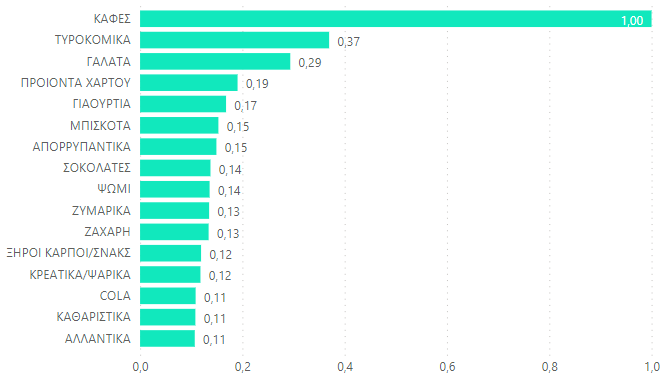 ΚΑΦΕΣ 1,00
ΤΥΡΟΚΟΜΙΚΑ 0,37
ΓΑΛΑΤΑ 0,29
ΠΡΟΙΟΝΤΑ ΧΑΡΤΟΥ 0,19
ΓΙΑΟΥΡΤΙΑ 0,17
ΜΠΙΣΚΟΤΑ 0,15
ΑΠΟΡΡΥΠΑΝΤΙΚΑ 0,15
ΣΟΚΟΛΑΤΕΣ 0,14
ΨΩΜΙ 0,14
ΖΥΜΑΡΙΚΑ 0,13
ΖΑΧΑΡΗ 0,13
ΞΗΡΟΙ ΚΑΡΠΟΙ/ΣΝΑΚΣ 0,12
ΚΡΕΑΤΙΚΑ/ΨΑΡΙΚΑ 0,12
COLA 0,11
ΚΑΘΑΡΙΣΤΙΚΑ 0,11
ΑΛΛΑΝΤΙΚΑ 0,11
0,0 0,2 0,4 0,6 0,8 1,0